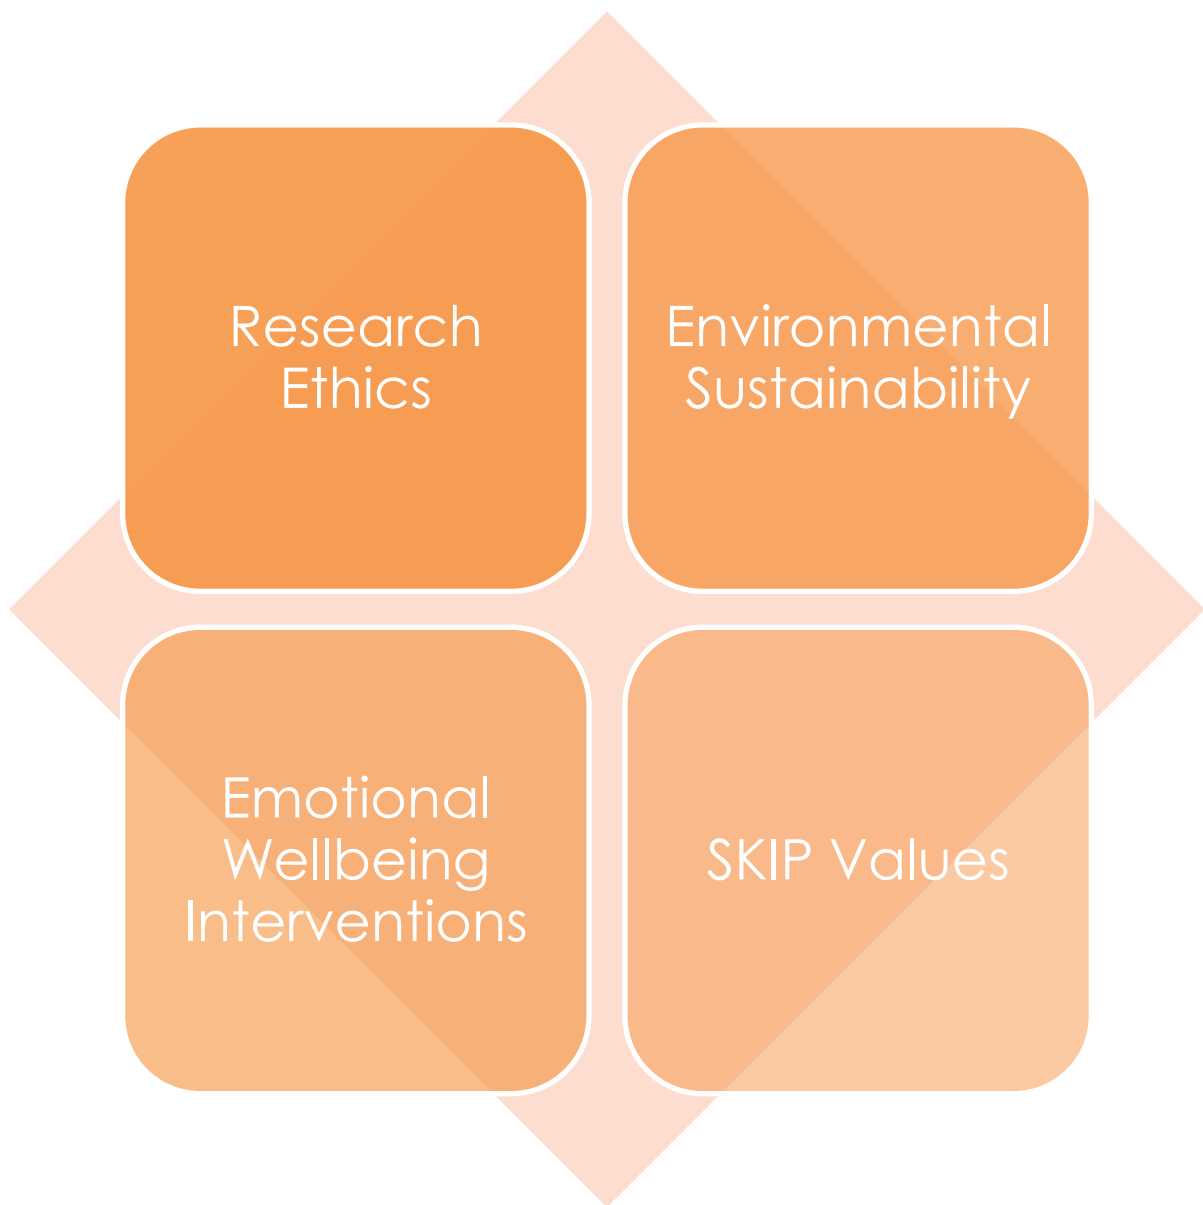 Research
Ethics
Environmental
Sustainability
Emotional
Wellbeing
Interventions
SKIP Values